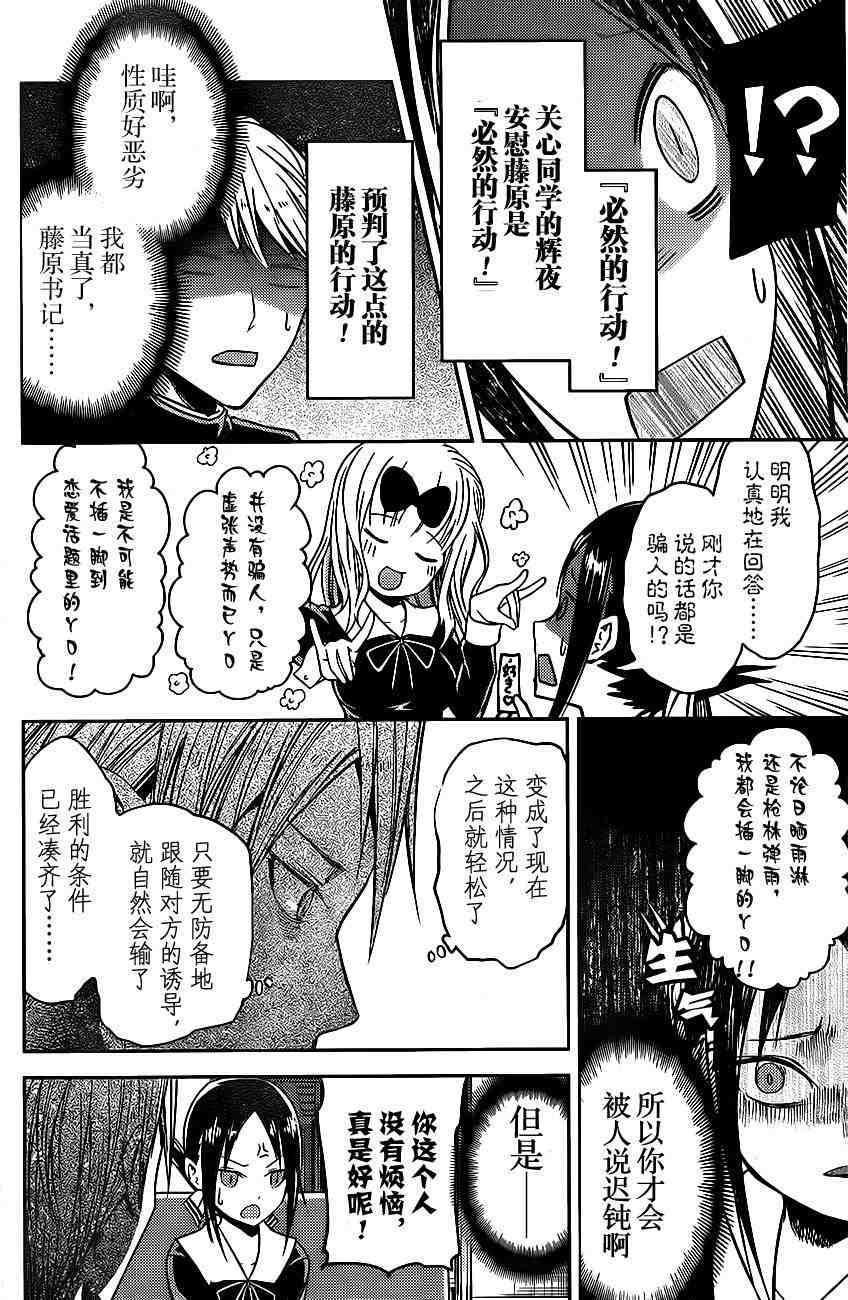 !?
『必然的行动！』
关心同学的辉夜
安慰藤原是
『必然的行动！』
预判了这点的
藤原的行动！
哇啊，
性质好恶劣
我都
当真了，
藤原书记……
明明我
认真地在回答……
刚才你
说的话都是
骗人的吗!?
好き
并没有骗人，只是
虚张声势而已YO
我是不可能
不插一脚到
恋爱话题里的YO！
不论日晒雨淋
还是枪林弹雨，
我都会插一脚的YO!!
生气
所以你才会
被人说迟钝啊
变成了现在
这种情况，
之后就轻松了
只要无防备地
跟随对方的诱导，
就自然会输了
胜利的条件
已经凑齐了……
但是——
你这个人
没有烦恼，
真是好呢！